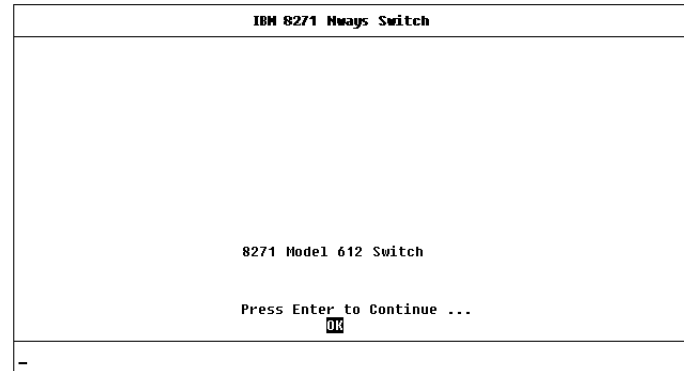 IBM 8271 Nways Switch
8271 Model 612 Switch
Press Enter to Continue ...
OK